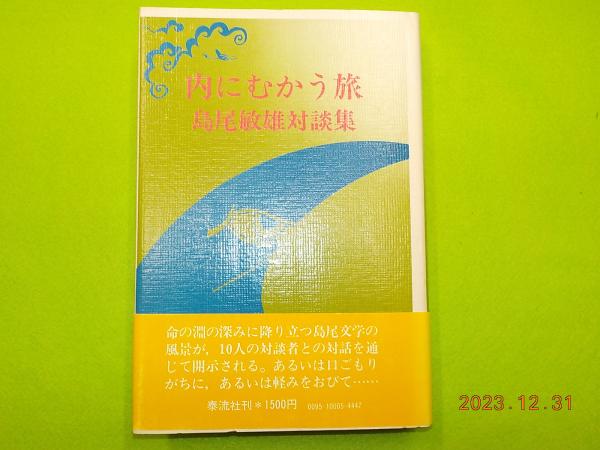 内にむかう旅
島尾敏雄対談集
命の淵の深みに降り立つ島尾文学の
風景が，10人の対談者との対話を通
じて開示される。あるいは口ごもり
がちに，あるいは軽みをおびて……
泰流社刊＊1500円 0095 10005-4447
2023.12.31